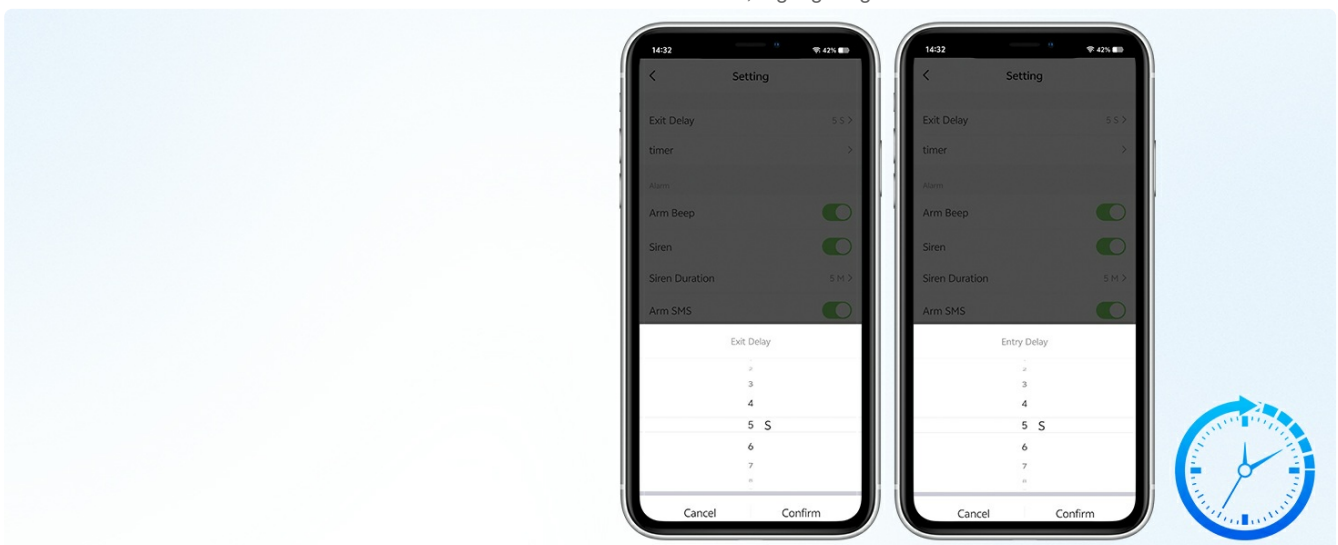 14:32
42%
Setting
Exit Delay
5 S
timer
Alarm
Arm Beep
Siren
Siren Duration
5 M
Arm SMS
Exit Delay
3
4
5 S
6
7
Cancel
Confirm
14:32
42%
Setting
Exit Delay
5 S
timer
Alarm
Arm Beep
Siren
Siren Duration
5 M
Arm SMS
Entry Delay
3
4
5 S
6
7
Cancel
Confirm